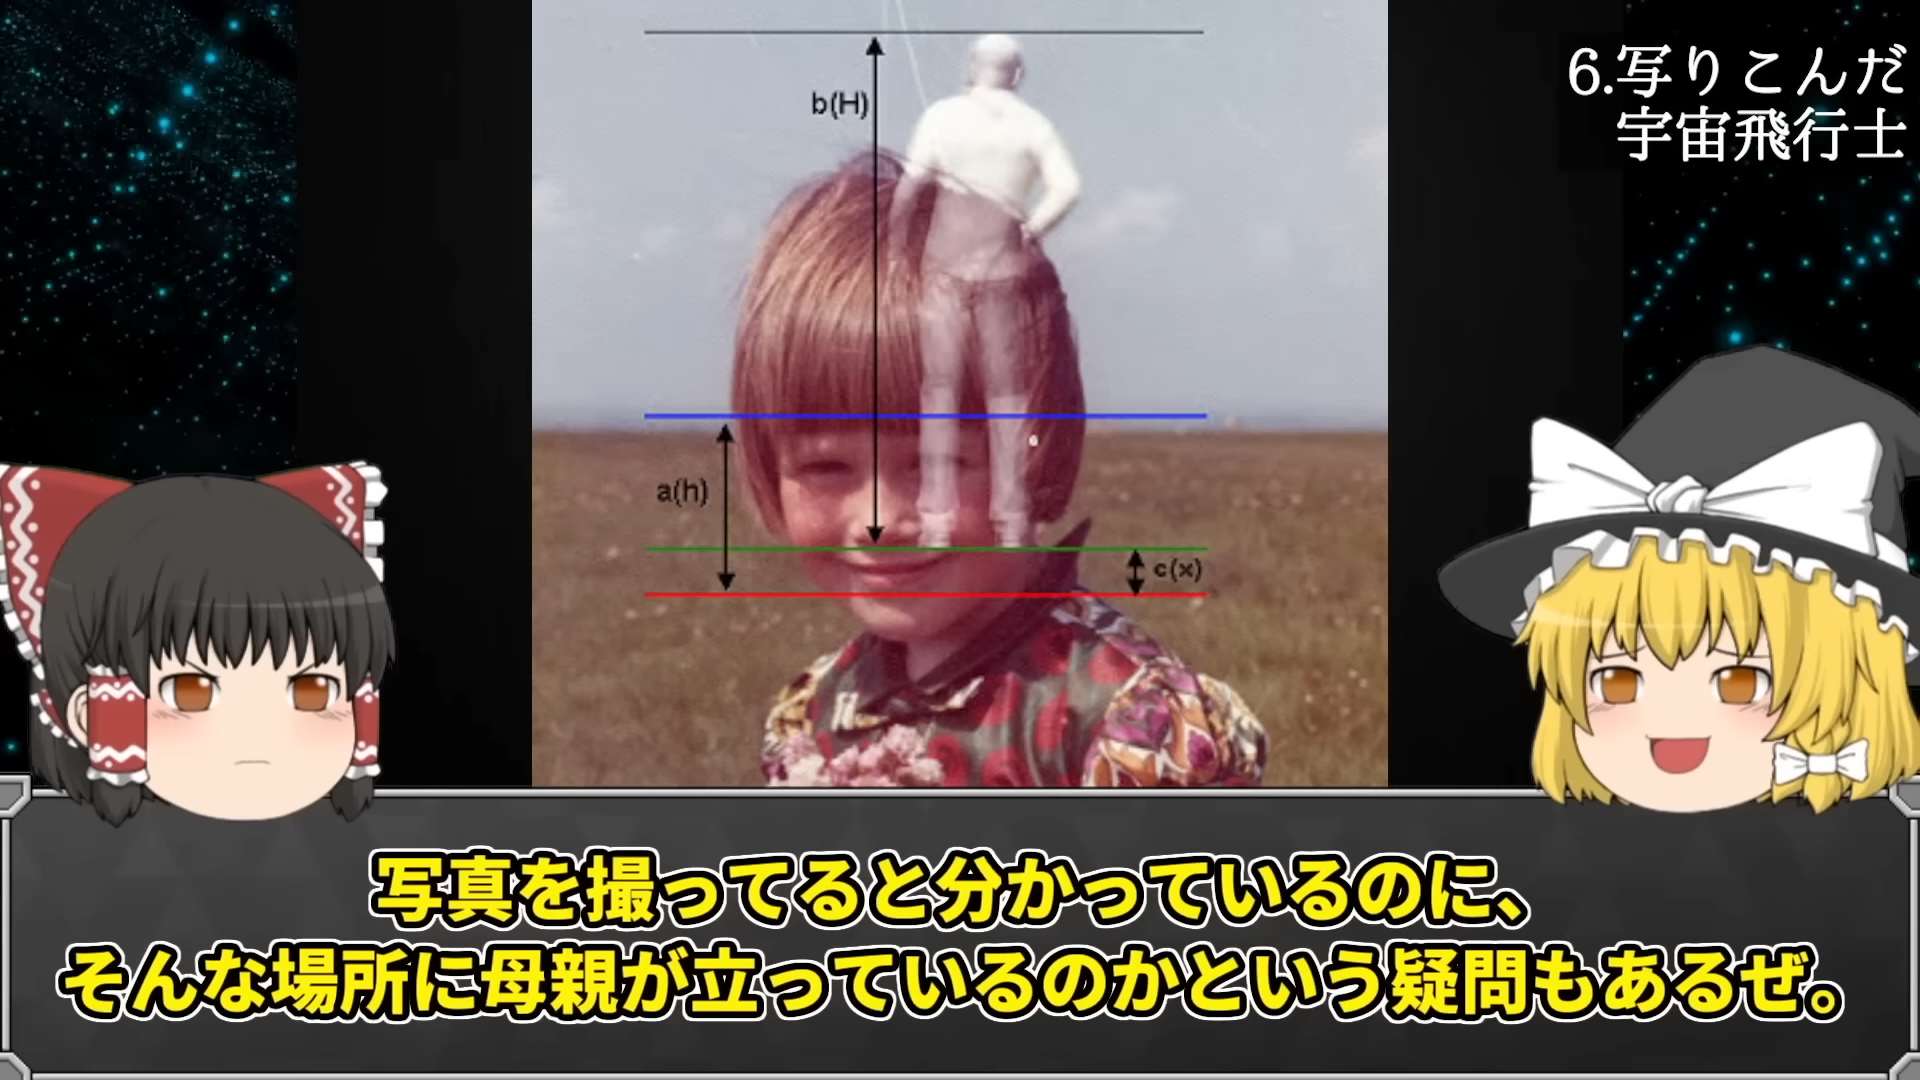 6.写りこんだ
宇宙飛行士
b(H)
a(h)
c(x)
写真を撮ってると分かっているのに、
そんな場所に母親が立っているのかという疑問もあるぜ。